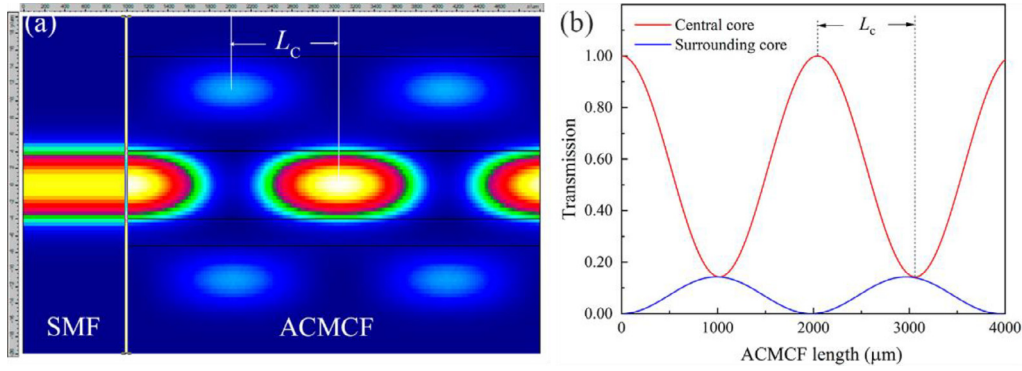 (a)
L_C
SMF
ACMCF
(b)
Central core
Surrounding core
L_c
Transmission
1.00
0.80
0.60
0.40
0.20
0.00
0
1000
2000
3000
4000
ACMCF length (μm)